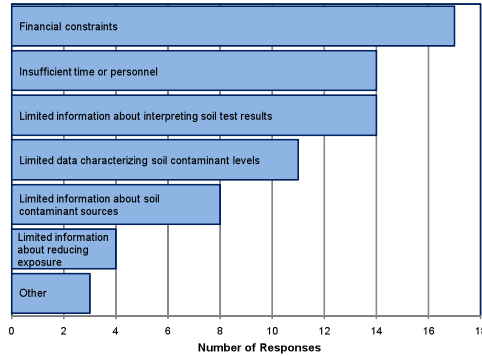 Financial constraints
Insufficient time or personnel
Limited information about interpreting soil test results
Limited data characterizing soil contaminant levels
Limited information about soil
contaminant sources
Limited information
about reducing
exposure
Other
0 2 4 6 8 10 12 14 16 18
Number of Responses